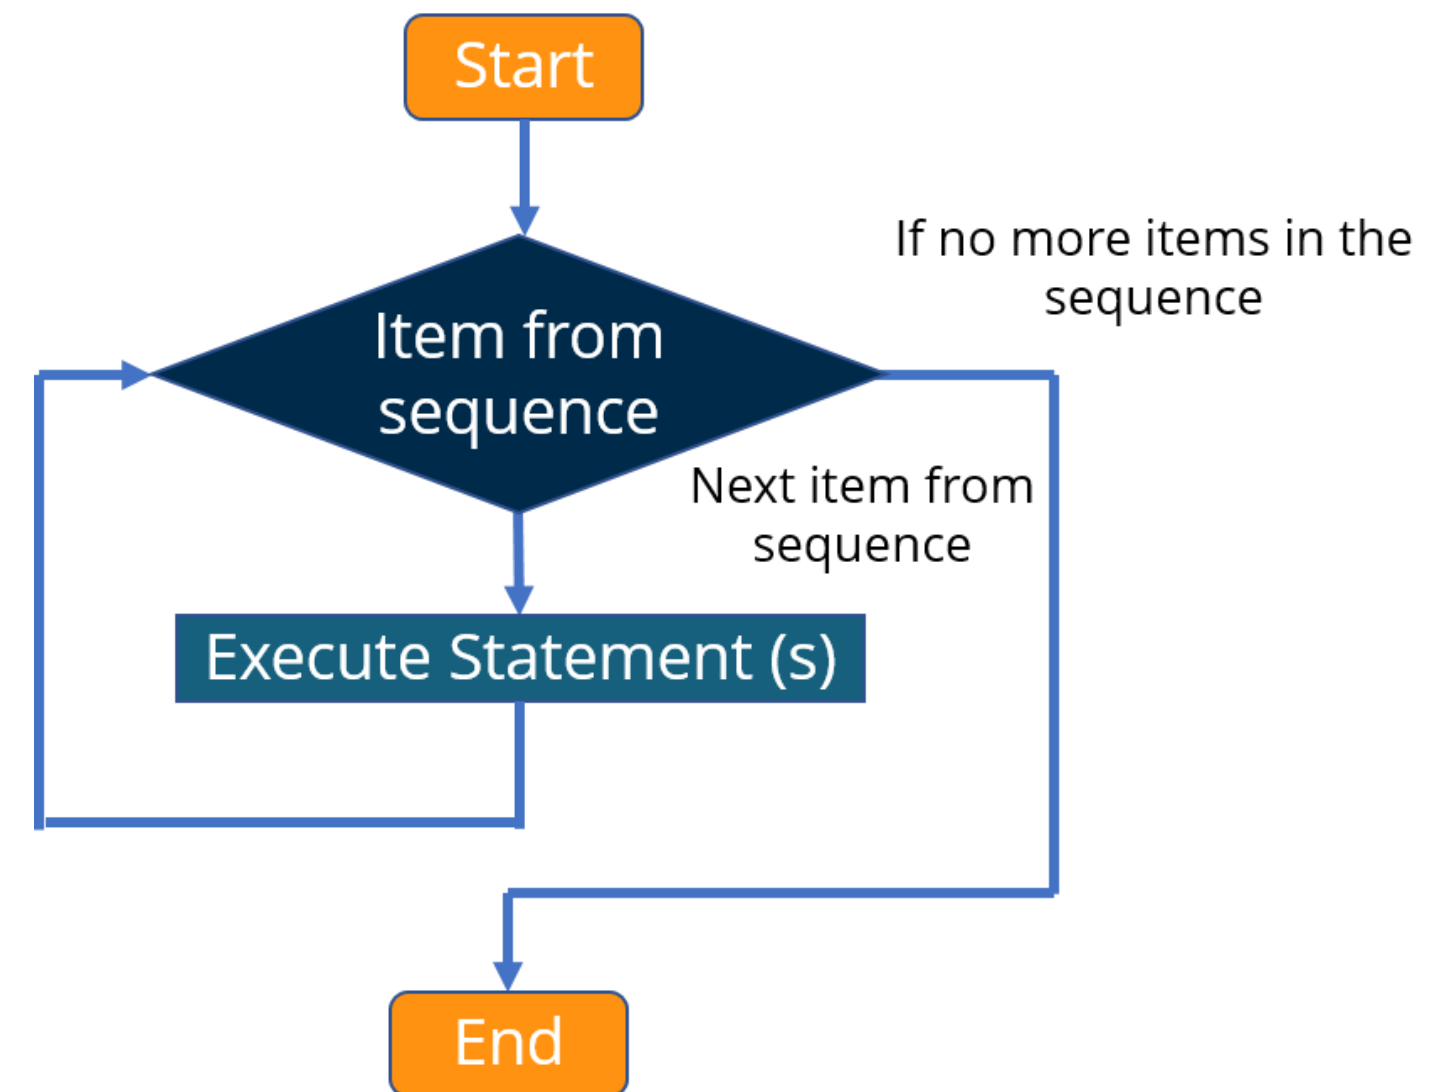 Start
If no more items in the
sequence
Item from
sequence
Next item from
sequence
Execute Statement (s)
End